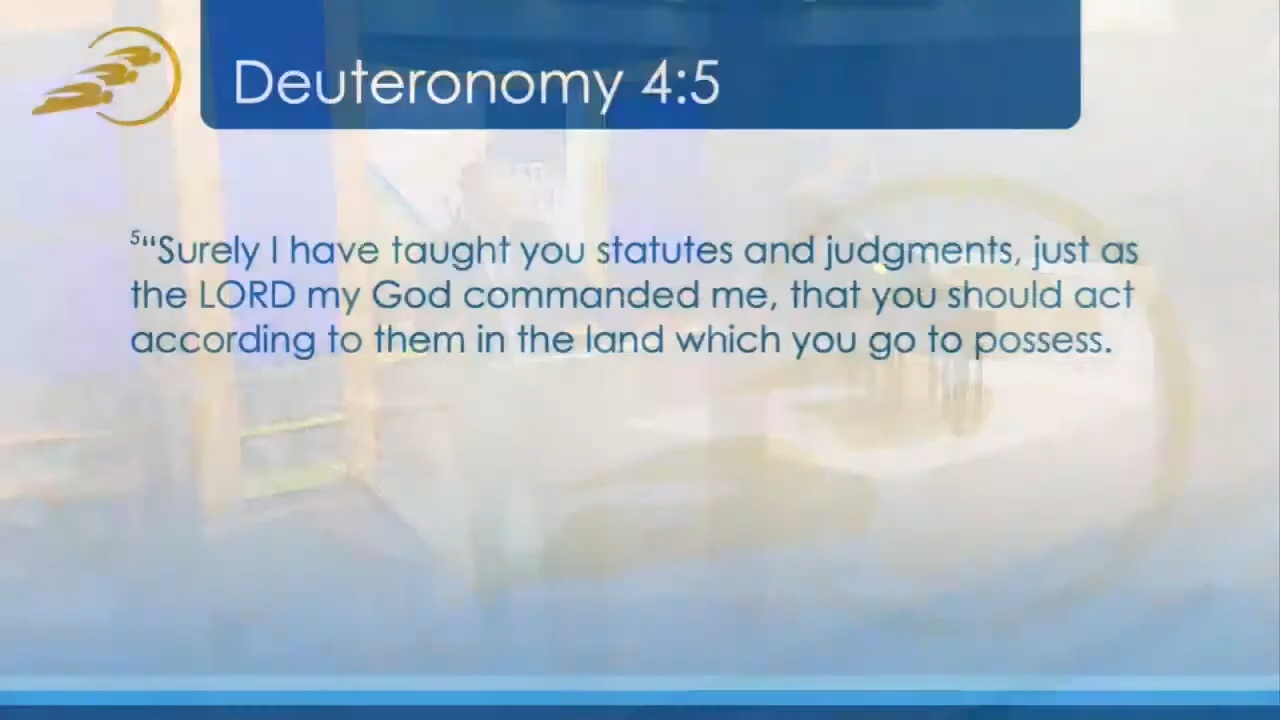 Deuteronomy 4:5
⁵“Surely I have taught you statutes and judgments, just as
the LORD my God commanded me, that you should act
according to them in the land which you go to possess.